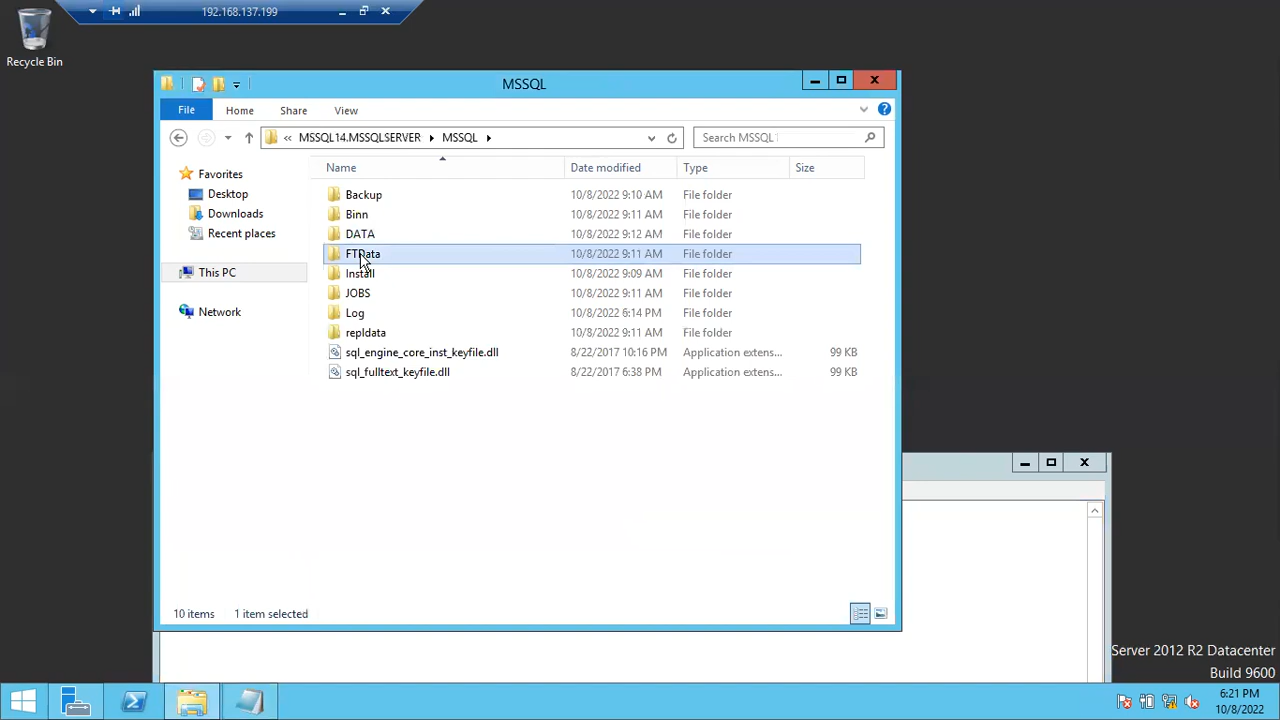 192.168.137.199
Recycle Bin
MSSQL
File Home Share View
« MSSQL14.MSSQLSERVER MSSQL Search MSSQL
Name Date modified Type Size
Favorites
Desktop
Downloads
Recent places
This PC
Network
Backup 10/8/2022 9:10 AM File folder
Binn 10/8/2022 9:11 AM File folder
DATA 10/8/2022 9:12 AM File folder
FTData 10/8/2022 9:11 AM File folder
Install 10/8/2022 9:09 AM File folder
JOBS 10/8/2022 9:11 AM File folder
Log 10/8/2022 6:14 PM File folder
repldata 10/8/2022 9:11 AM File folder
sql_engine_core_inst_keyfile.dll 8/22/2017 10:16 PM Application extens... 99 KB
sql_fulltext_keyfile.dll 8/22/2017 6:38 PM Application extens... 99 KB
10 items 1 item selected
Server 2012 R2 Datacenter
Build 9600
6:21 PM
10/8/2022